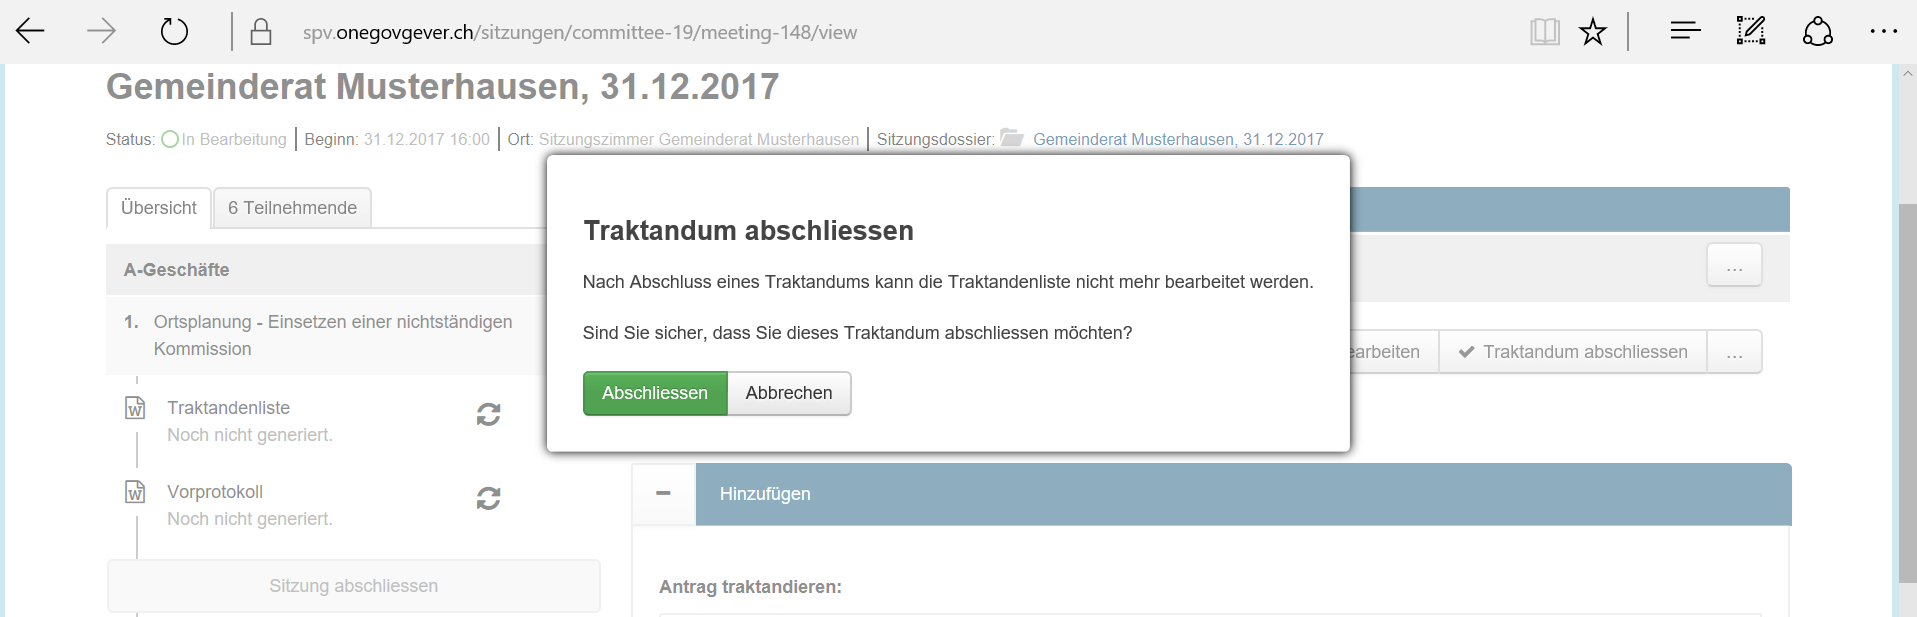 spv.onegovgever.ch/sitzungen/committee-19/meeting-148/view
Gemeinderat Musterhausen, 31.12.2017
Status: In Bearbeitung Beginn: 31.12.2017 16:00 Ort: Sitzungszimmer Gemeinderat Musterhausen Sitzungsdossier: Gemeinderat Musterhausen, 31.12.2017
Übersicht 6 Teilnehmende
A-Geschäfte
...
1. Ortsplanung - Einsetzen einer nichtständigen
Kommission
Traktandenliste
Noch nicht generiert.
Vorprotokoll
Noch nicht generiert.
Sitzung abschliessen
Traktandum abschliessen
Nach Abschluss eines Traktandums kann die Traktandenliste nicht mehr bearbeitet werden.
Sind Sie sicher, dass Sie dieses Traktandum abschliessen möchten?
Abschliessen Abbrechen
earbeiten Traktandum abschliessen ...
Hinzufügen
Antrag traktandieren: